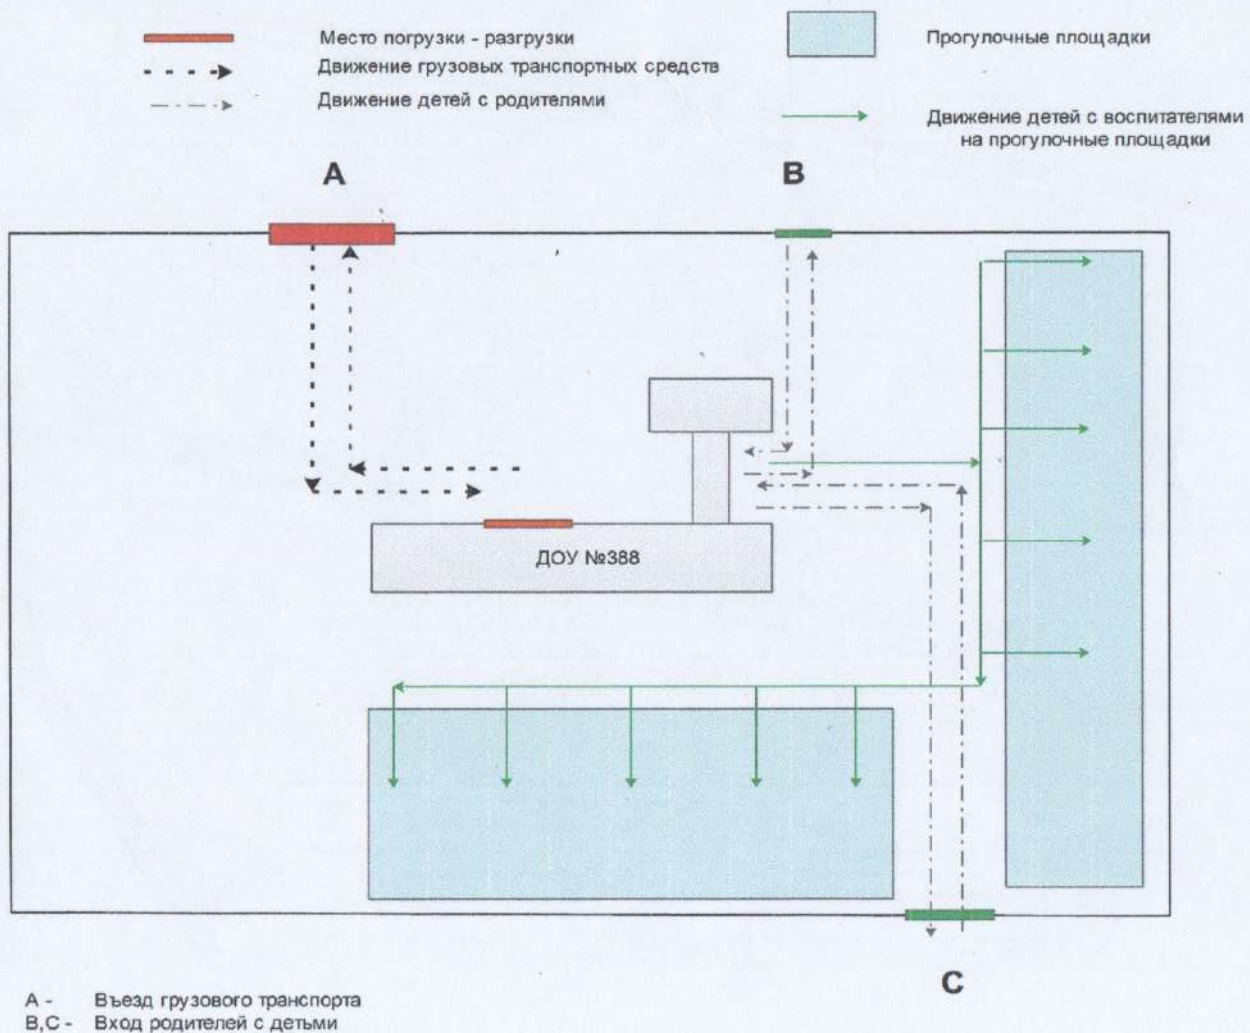 Место погрузки - разгрузки
Движение грузовых транспортных средств
Движение детей с родителями
Прогулочные площадки
Движение детей с воспитателями
на прогулочные площадки
A
B
ДОУ №388
C
A - Въезд грузового транспорта
B,C - Вход родителей с детьми